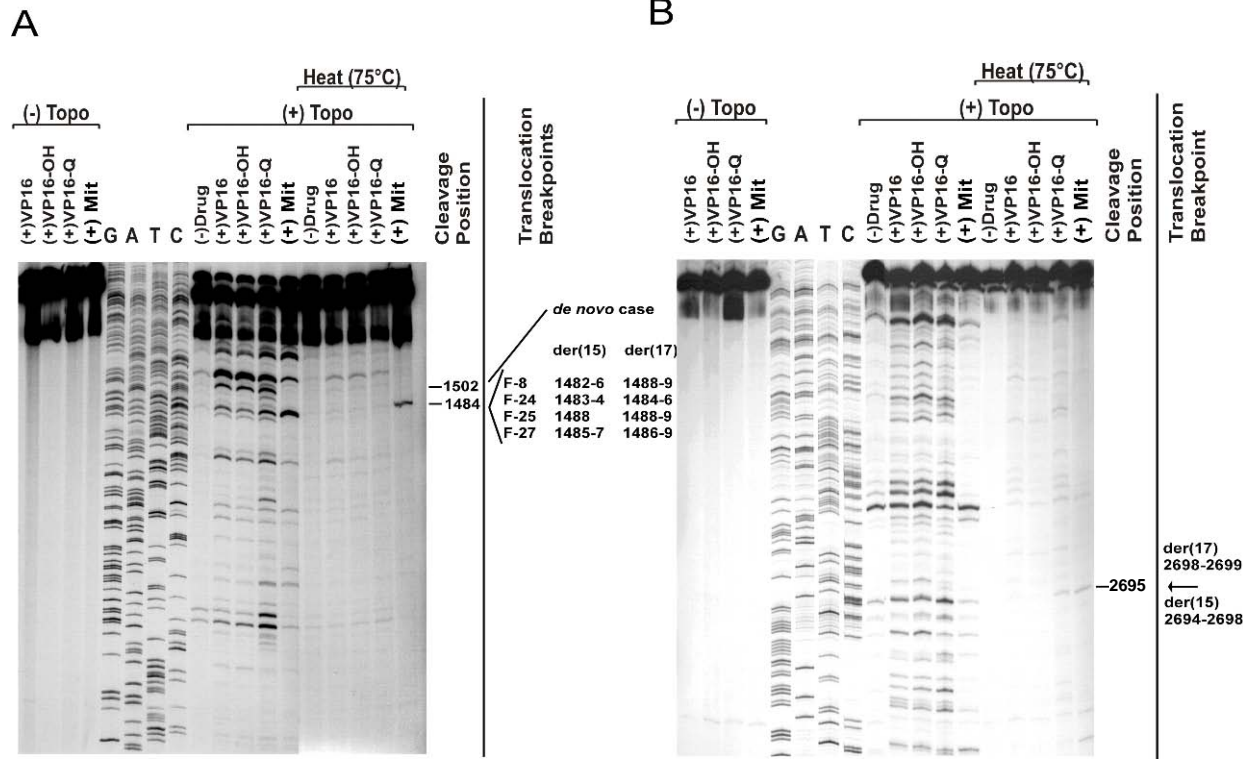 A
Heat (75°C)
(-) Topo
(+) Topo
(+)VP16
(+)VP16-OH
(+)VP16-Q
(+) Mit
G A T C
(-)Drug
(+)VP16
(+)VP16-OH
(+)VP16-Q
(+) Mit
(-)Drug
(+)VP16
(+)VP16-OH
(+)VP16-Q
(+) Mit
Cleavage
Position
Translocation
Breakpoints
1502
1484
de novo case
der(15) der(17)
F-8 1482-6 1488-9
F-24 1483-4 1484-6
F-25 1488 1488-9
F-27 1485-7 1486-9
B
Heat (75°C)
(-) Topo
(+) Topo
(+)VP16
(+)VP16-OH
(+)VP16-Q
(+) Mit
G A T C
(-)Drug
(+)VP16
(+)VP16-OH
(+)VP16-Q
(+) Mit
(-)Drug
(+)VP16
(+)VP16-OH
(+)VP16-Q
(+) Mit
Cleavage
Position
Translocation
Breakpoint
2695
der(17)
2698-2699
der(15)
2694-2698